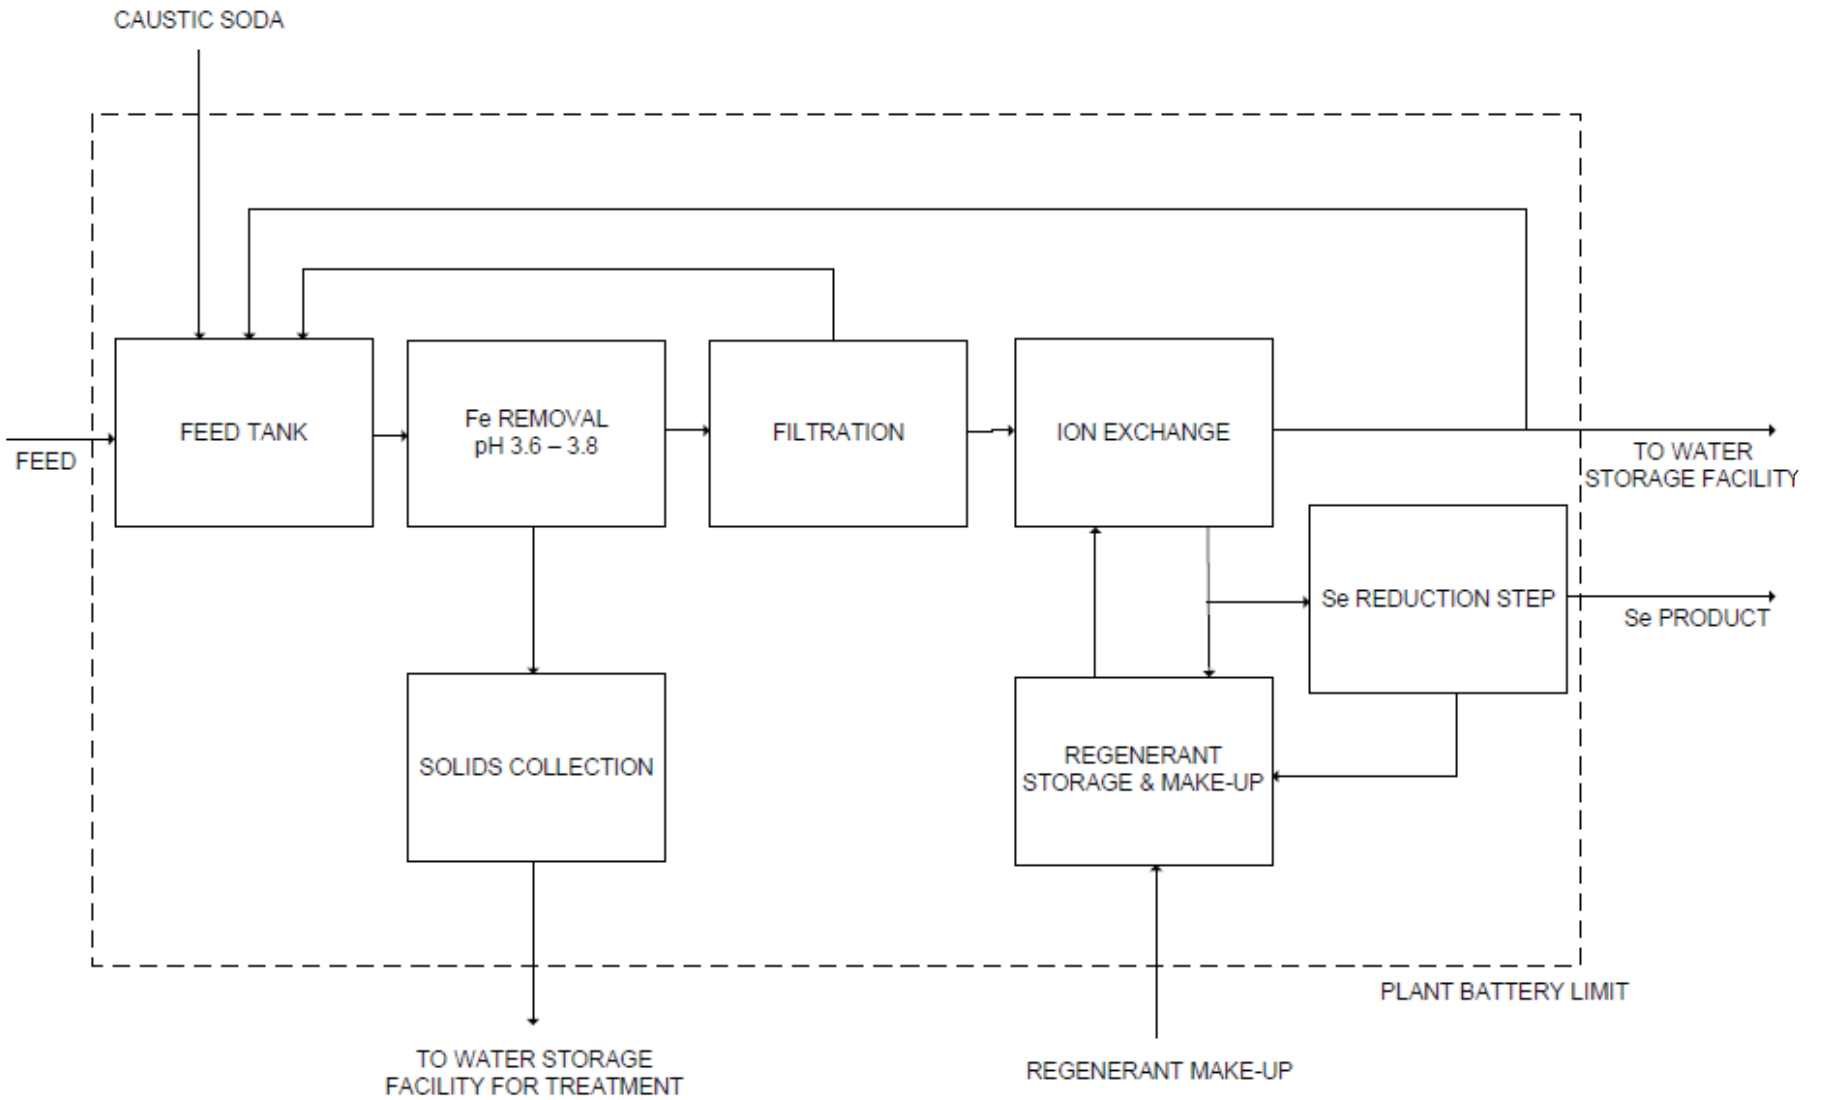 CAUSTIC SODA
FEED
FEED TANK
Fe REMOVAL
pH 3.6 – 3.8
FILTRATION
ION EXCHANGE
TO WATER
STORAGE FACILITY
Se REDUCTION STEP
Se PRODUCT
SOLIDS COLLECTION
REGENERANT
STORAGE & MAKE-UP
PLANT BATTERY LIMIT
TO WATER STORAGE
FACILITY FOR TREATMENT
REGENERANT MAKE-UP